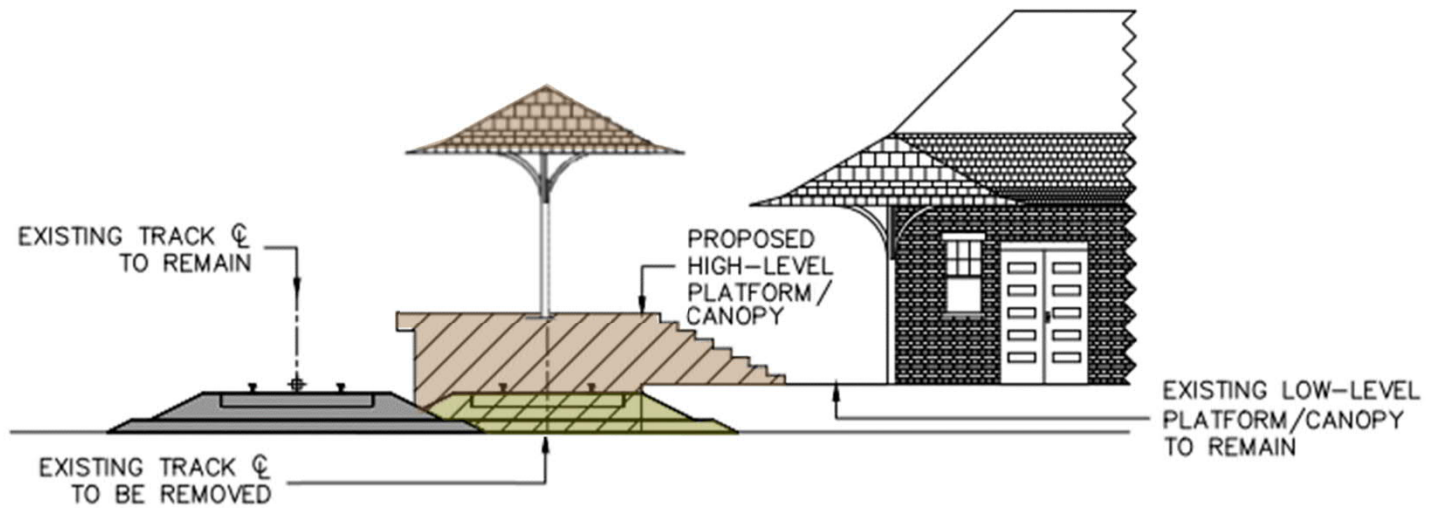 EXISTING TRACK ℄
TO REMAIN
PROPOSED
HIGH-LEVEL
PLATFORM/
CANOPY
EXISTING LOW-LEVEL
PLATFORM/CANOPY
TO REMAIN
EXISTING TRACK ℄
TO BE REMOVED